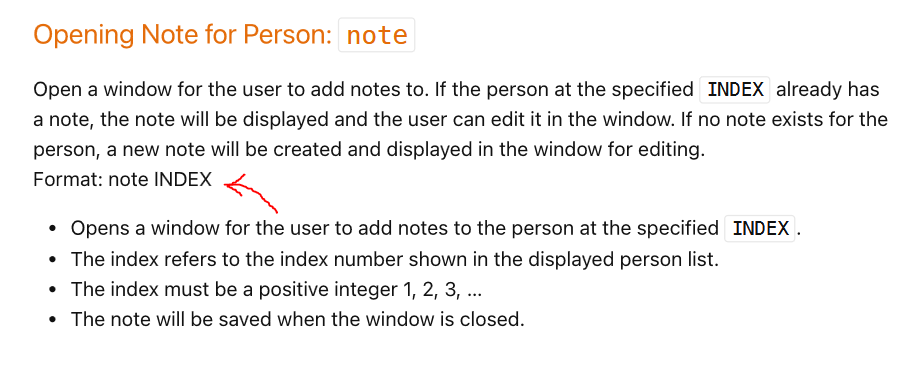 Opening Note for Person: note
Open a window for the user to add notes to. If the person at the specified INDEX already has
a note, the note will be displayed and the user can edit it in the window. If no note exists for the
person, a new note will be created and displayed in the window for editing.
Format: note INDEX
• Opens a window for the user to add notes to the person at the specified INDEX.
• The index refers to the index number shown in the displayed person list.
• The index must be a positive integer 1, 2, 3, …
• The note will be saved when the window is closed.